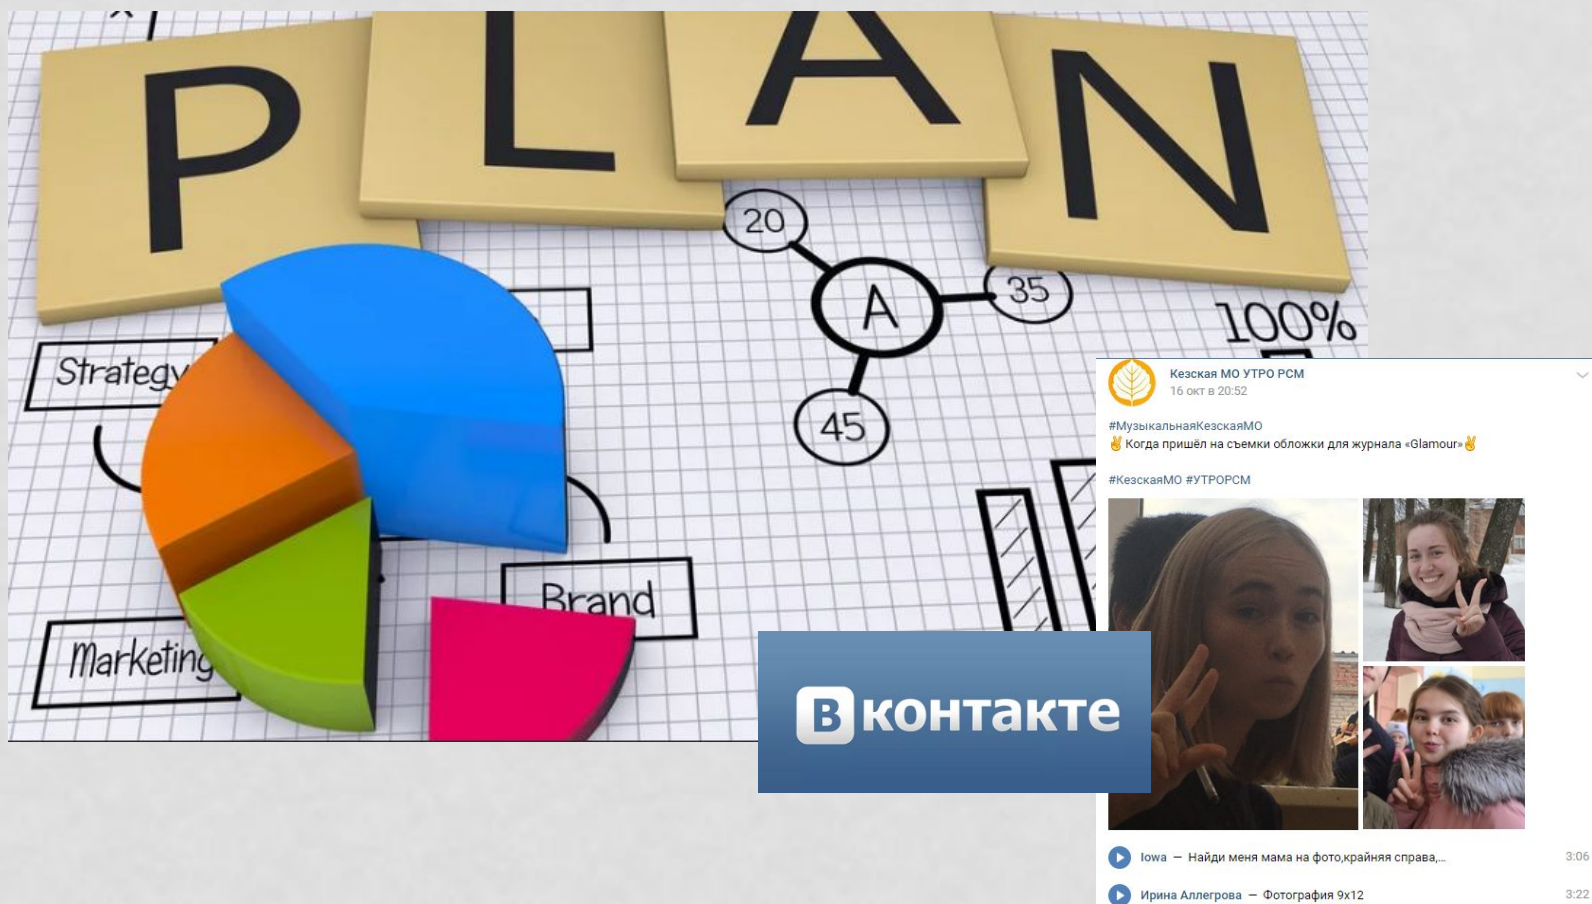 PLAN
20
A
35
100%
Strategy
45
Brand
Marketing
Вконтакте
Кезская МО УТРО РСМ
16 окт в 20:52
#МузыкальнаяКезскаяМО
✌Когда пришёл на съемки обложки для журнала «Glamour»✌
#КезскаяМО #УТРОРСМ
Iowa — Найди меня мама на фото,крайняя справа,... 3:06
Ирина Аллегрова — Фотография 9х12 3:22